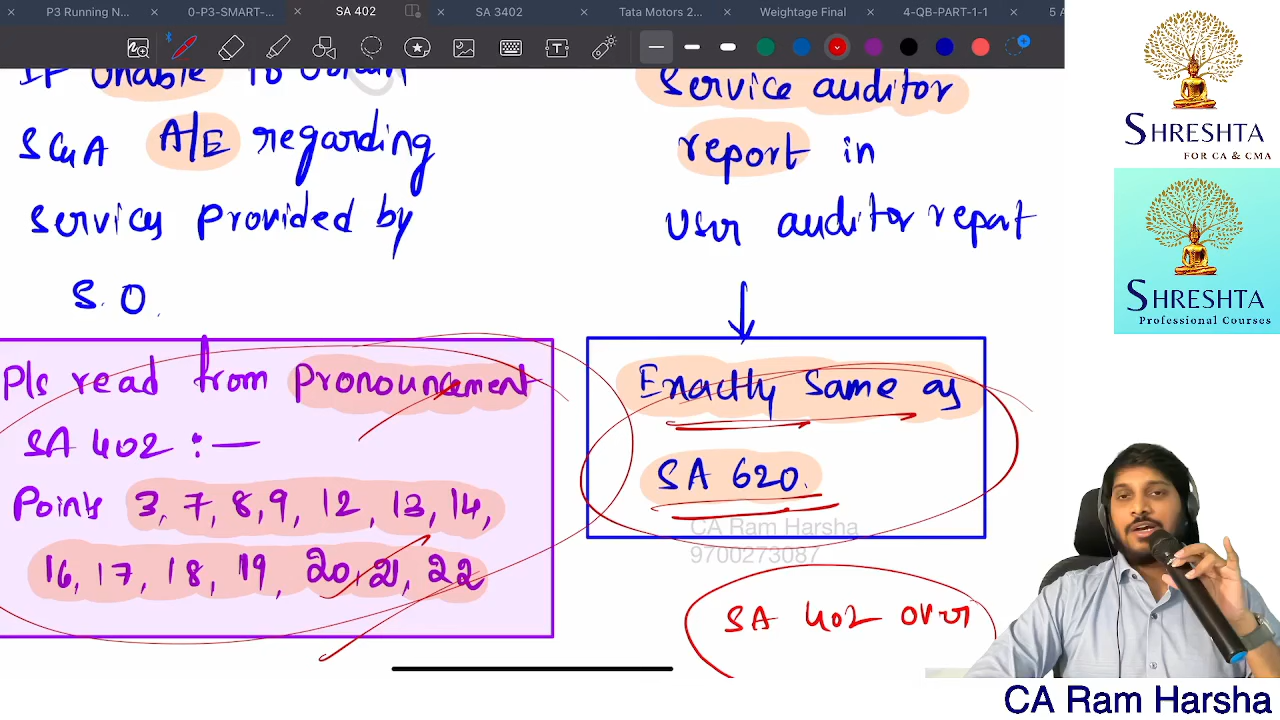 P3 Running N...
0-P3-SMART-...
SA 402
SA 3402
Tata Motors 2...
Weightage Final
4-QB-PART-1-1
5 A
If unable to obtain
SCuA A/E regarding
Services provided by
S.O.
Pls read from pronouncement
SA 402 :—
Points 3, 7, 8, 9, 12, 13, 14,
16, 17, 18, 19, 20, 21, 22
Service auditor
report in
User auditor report
Exactly same as
SA 620.
CA Ram Harsha
9700273087
SA 402 over
SHRESHTA
FOR CA & CMA
SHRESHTA
Professional Courses
CA Ram Harsha